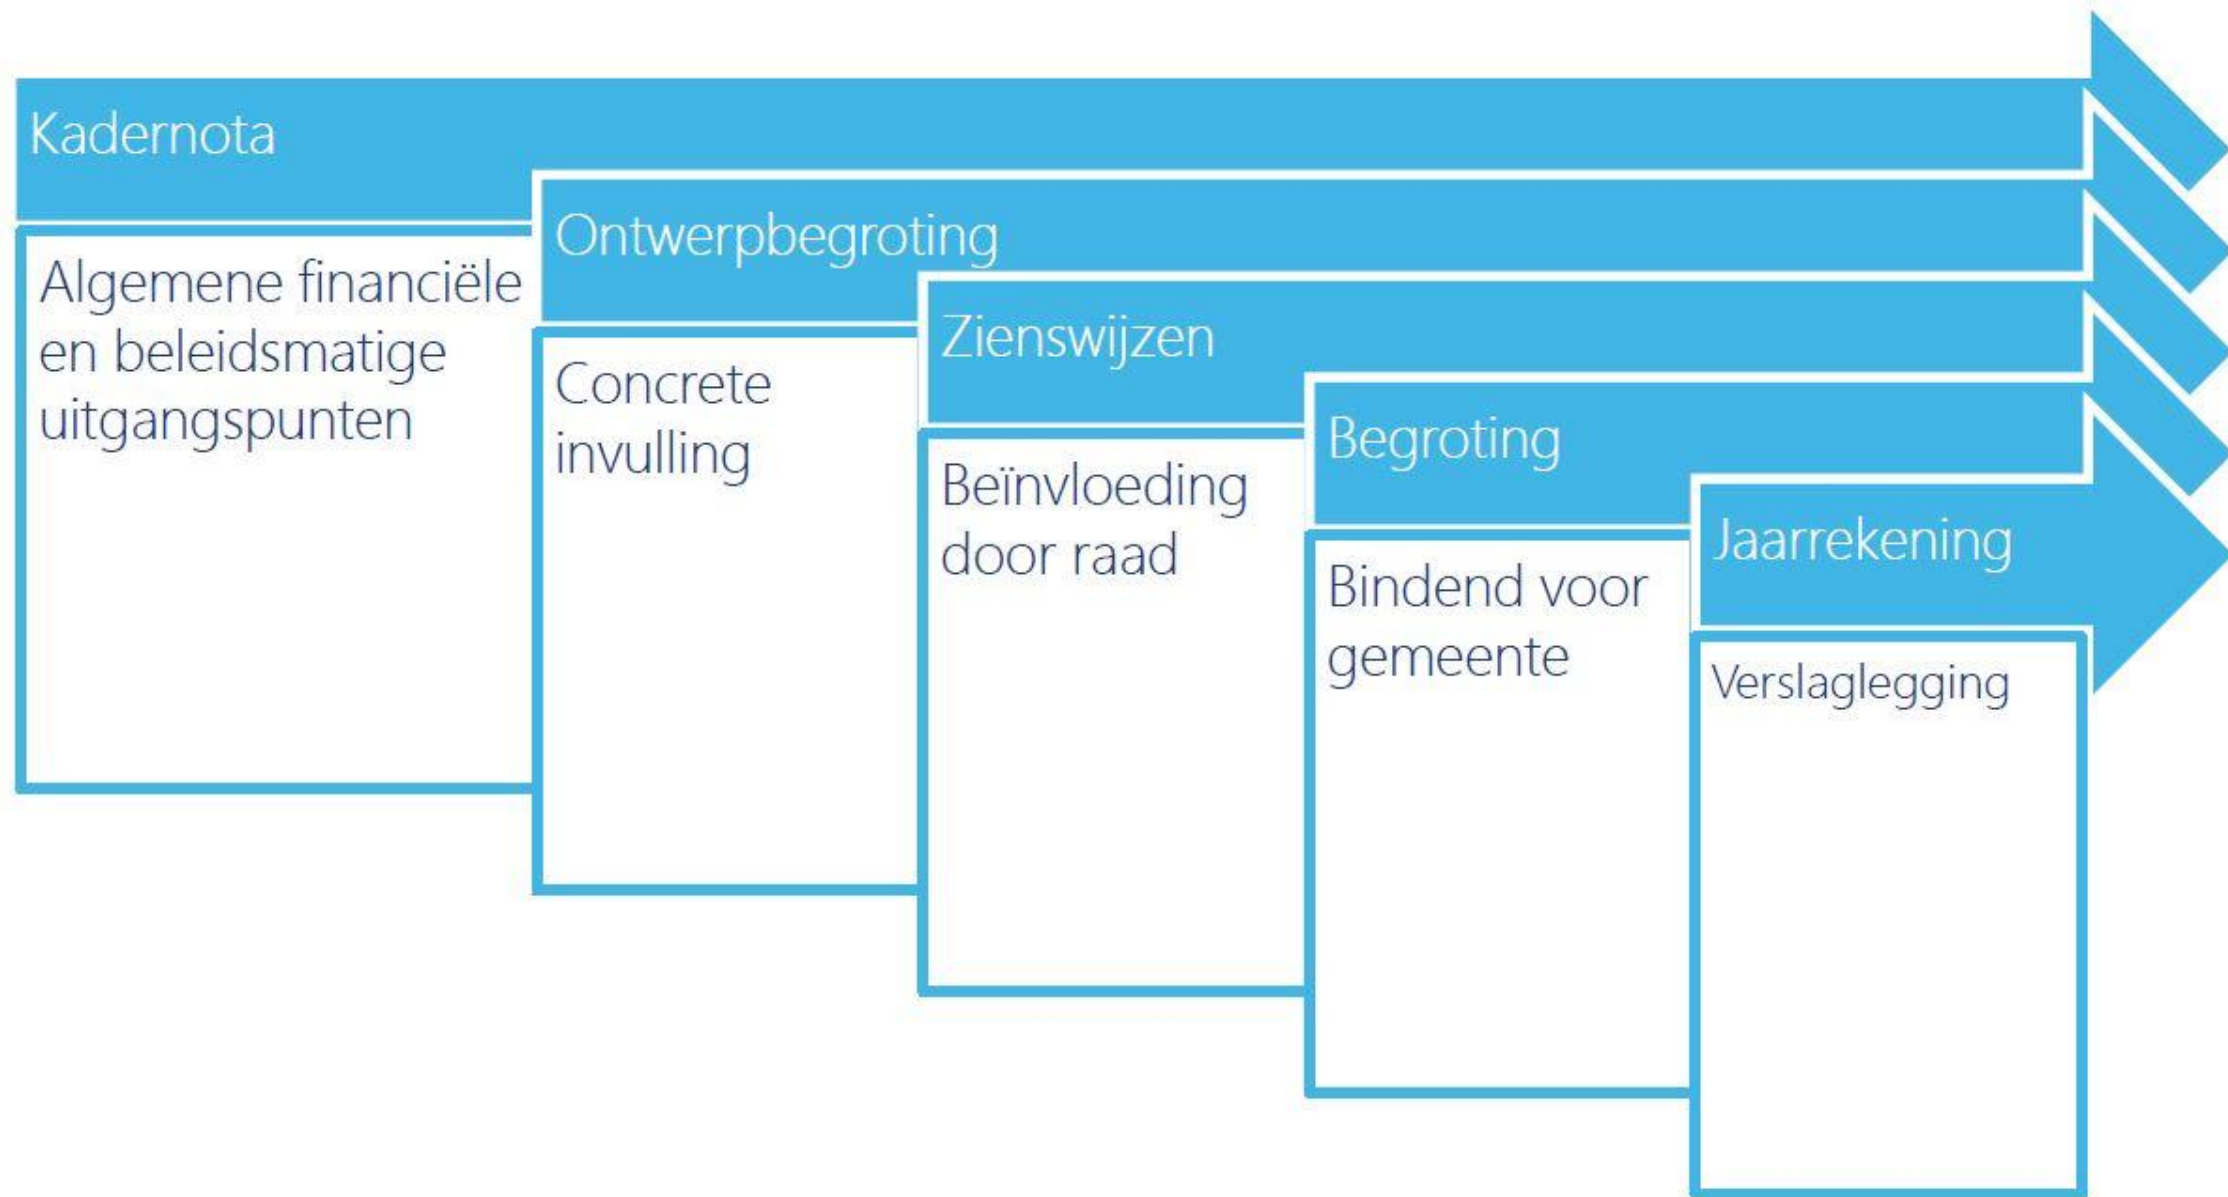 Kadernota
Algemene financiële
en beleidsmatige
uitgangspunten
Ontwerpbegroting
Concrete
invulling
Zienswijzen
Beïnvloeding
door raad
Begroting
Bindend voor
gemeente
Jaarrekening
Verslaglegging